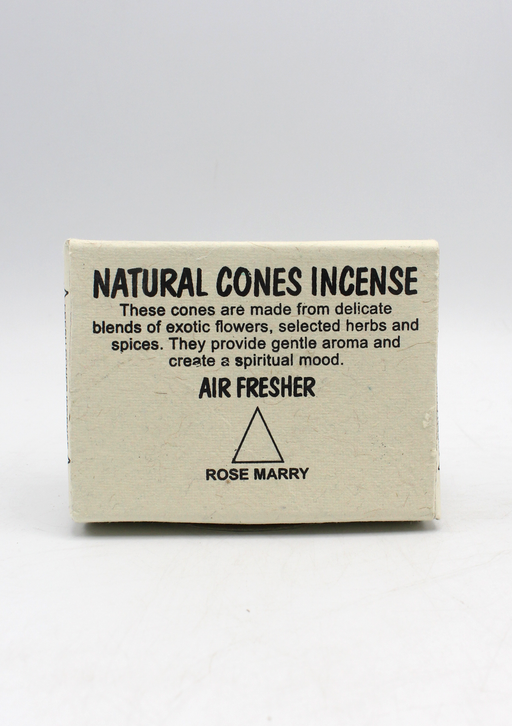 NATURAL CONES INCENSE
These cones are made from delicate
blends of exotic flowers, selected herbs and
spices. They provide gentle aroma and
create a spiritual mood.
AIR FRESHER
ROSE MARRY